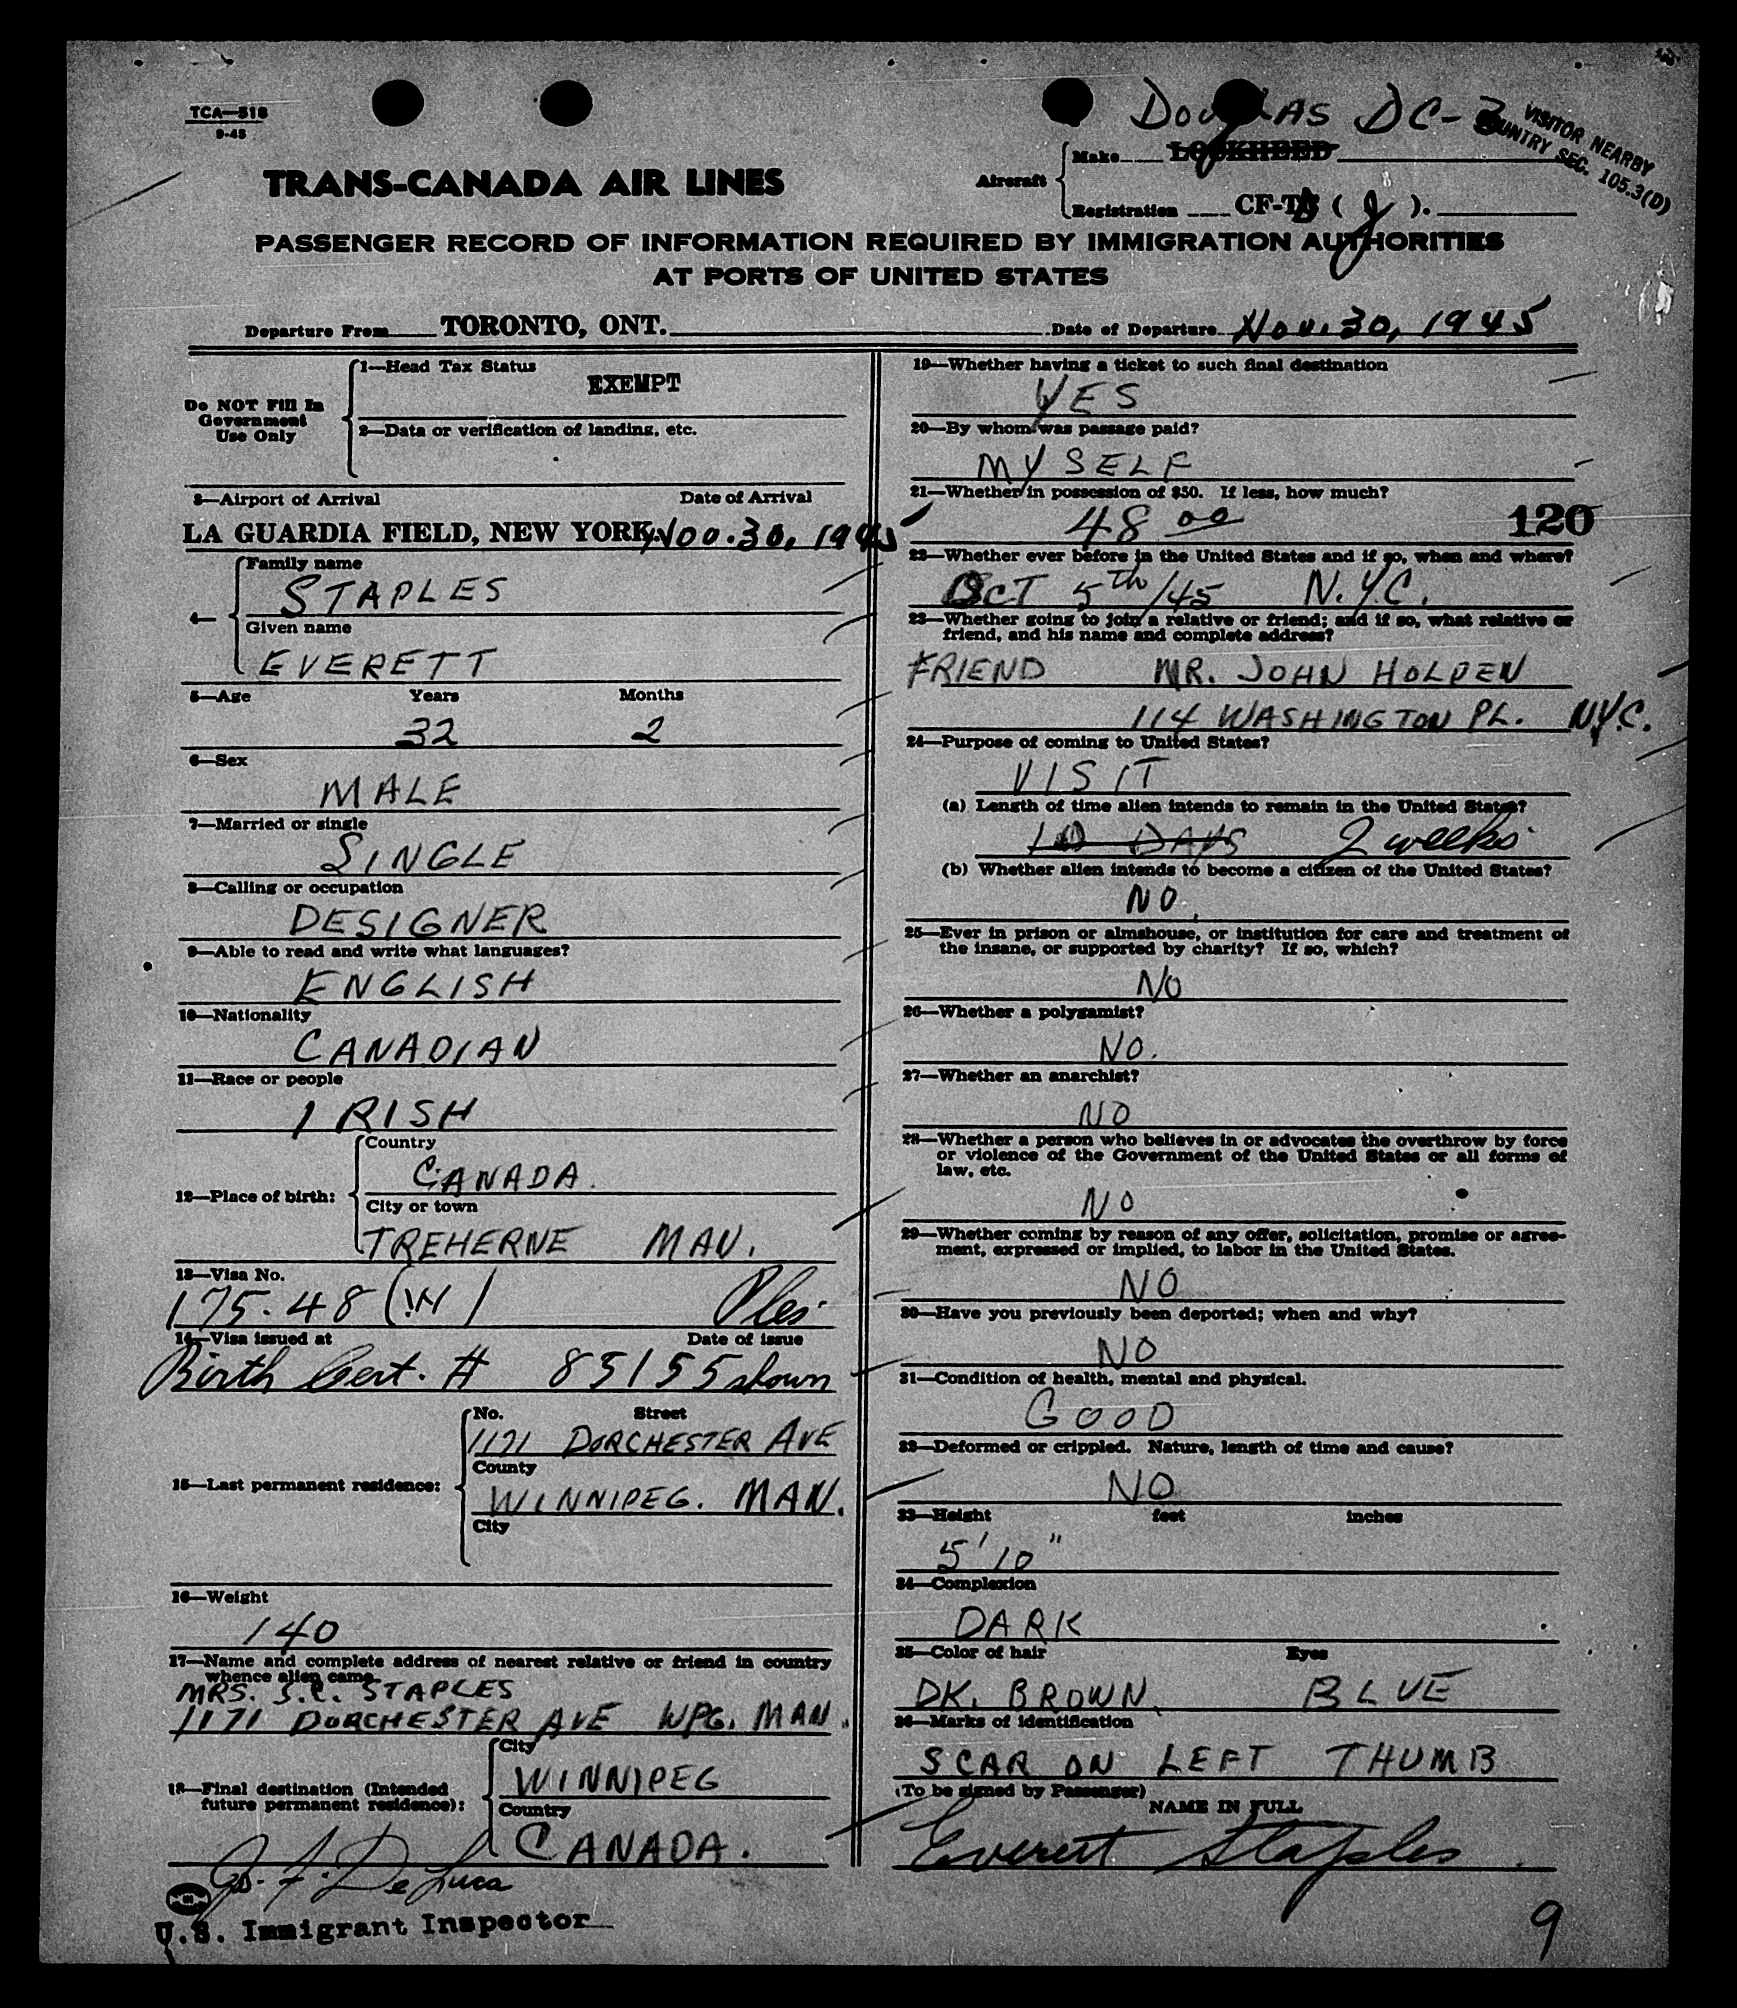 TCA—518
9-45
DOUGLAS DC-3
VISITOR NEARBY
COUNTRY SEC. 105.3(D)
TRANS-CANADA AIR LINES
Aircraft
Make LOCKHEED
Registration CF-T ( J ).
PASSENGER RECORD OF INFORMATION REQUIRED BY IMMIGRATION AUTHORITIES
AT PORTS OF UNITED STATES
Departure From TORONTO, ONT. Date of Departure Nov. 30, 1945
Do NOT Fill In
Government
Use Only
1—Head Tax Status
EXEMPT
2—Data or verification of landing, etc.
3—Airport of Arrival Date of Arrival
LA GUARDIA FIELD, NEW YORK. Nov. 30, 1945
4—
Family name
STAPLES
Given name
EVERETT
5—Age Years Months
32 2
6—Sex
MALE
7—Married or single
SINGLE
8—Calling or occupation
DESIGNER
9—Able to read and write what languages?
ENGLISH
10—Nationality
CANADIAN
11—Race or people
IRISH
12—Place of birth:
Country
CANADA.
City or town
TREHERNE MAN.
13—Visa No.
175.48
14—Visa issued at Date of issue
Birth Cert. # 85155 shown
15—Last permanent residence:
No. Street
1171 DORCHESTER AVE
County
WINNIPEG. MAN.
City
16—Weight
140
17—Name and complete address of nearest relative or friend in country
whence alien came
MRS. S.C. STAPLES
1171 DORCHESTER AVE WPG. MAN.
18—Final destination (Intended
future permanent residence):
City
WINNIPEG
Country
CANADA.
De Luca
U.S. Immigrant Inspector
19—Whether having a ticket to such final destination
YES
20—By whom was passage paid?
MYSELF
21—Whether in possession of $50. If less, how much?
48 00
120
22—Whether ever before in the United States and if so, when and where?
OCT 5th/45 N.Y.C.
23—Whether going to join a relative or friend; and if so, what relative or
friend, and his name and complete address?
FRIEND MR. JOHN HOLDEN
114 WASHINGTON PL. N.Y.C.
24—Purpose of coming to United States?
VISIT
(a) Length of time alien intends to remain in the United States?
10 DAYS 2 weeks
(b) Whether alien intends to become a citizen of the United States?
NO.
25—Ever in prison or almshouse, or institution for care and treatment of
the insane, or supported by charity? If so, which?
NO
26—Whether a polygamist?
NO.
27—Whether an anarchist?
NO
28—Whether a person who believes in or advocates the overthrow by force
or violence of the Government of the United States or all forms of
law, etc.
NO
29—Whether coming by reason of any offer, solicitation, promise or agree-
ment, expressed or implied, to labor in the United States.
NO
30—Have you previously been deported; when and why?
NO
31—Condition of health, mental and physical.
GOOD
32—Deformed or crippled. Nature, length of time and cause?
NO
33—Height feet inches
5' 10"
34—Complexion
DARK
35—Color of hair Eyes
DK. BROWN BLUE
36—Marks of identification
SCAR ON LEFT THUMB
(To be signed by Passenger)
NAME IN FULL
Everett Staples
9